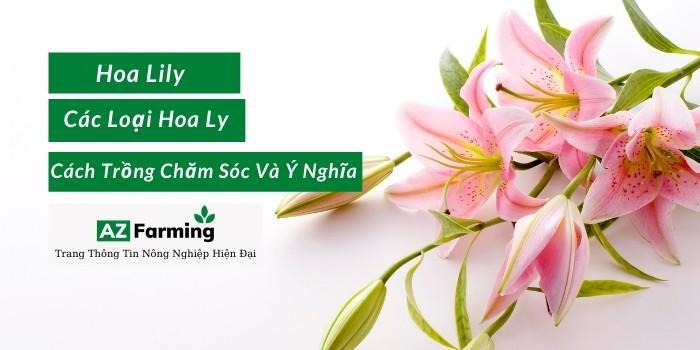 Hoa Lily
Các Loại Hoa Ly
Cách Trồng Chăm Sóc Và Ý Nghĩa
AZ Farming
Trang Thông Tin Nông Nghiệp Hiện Đại